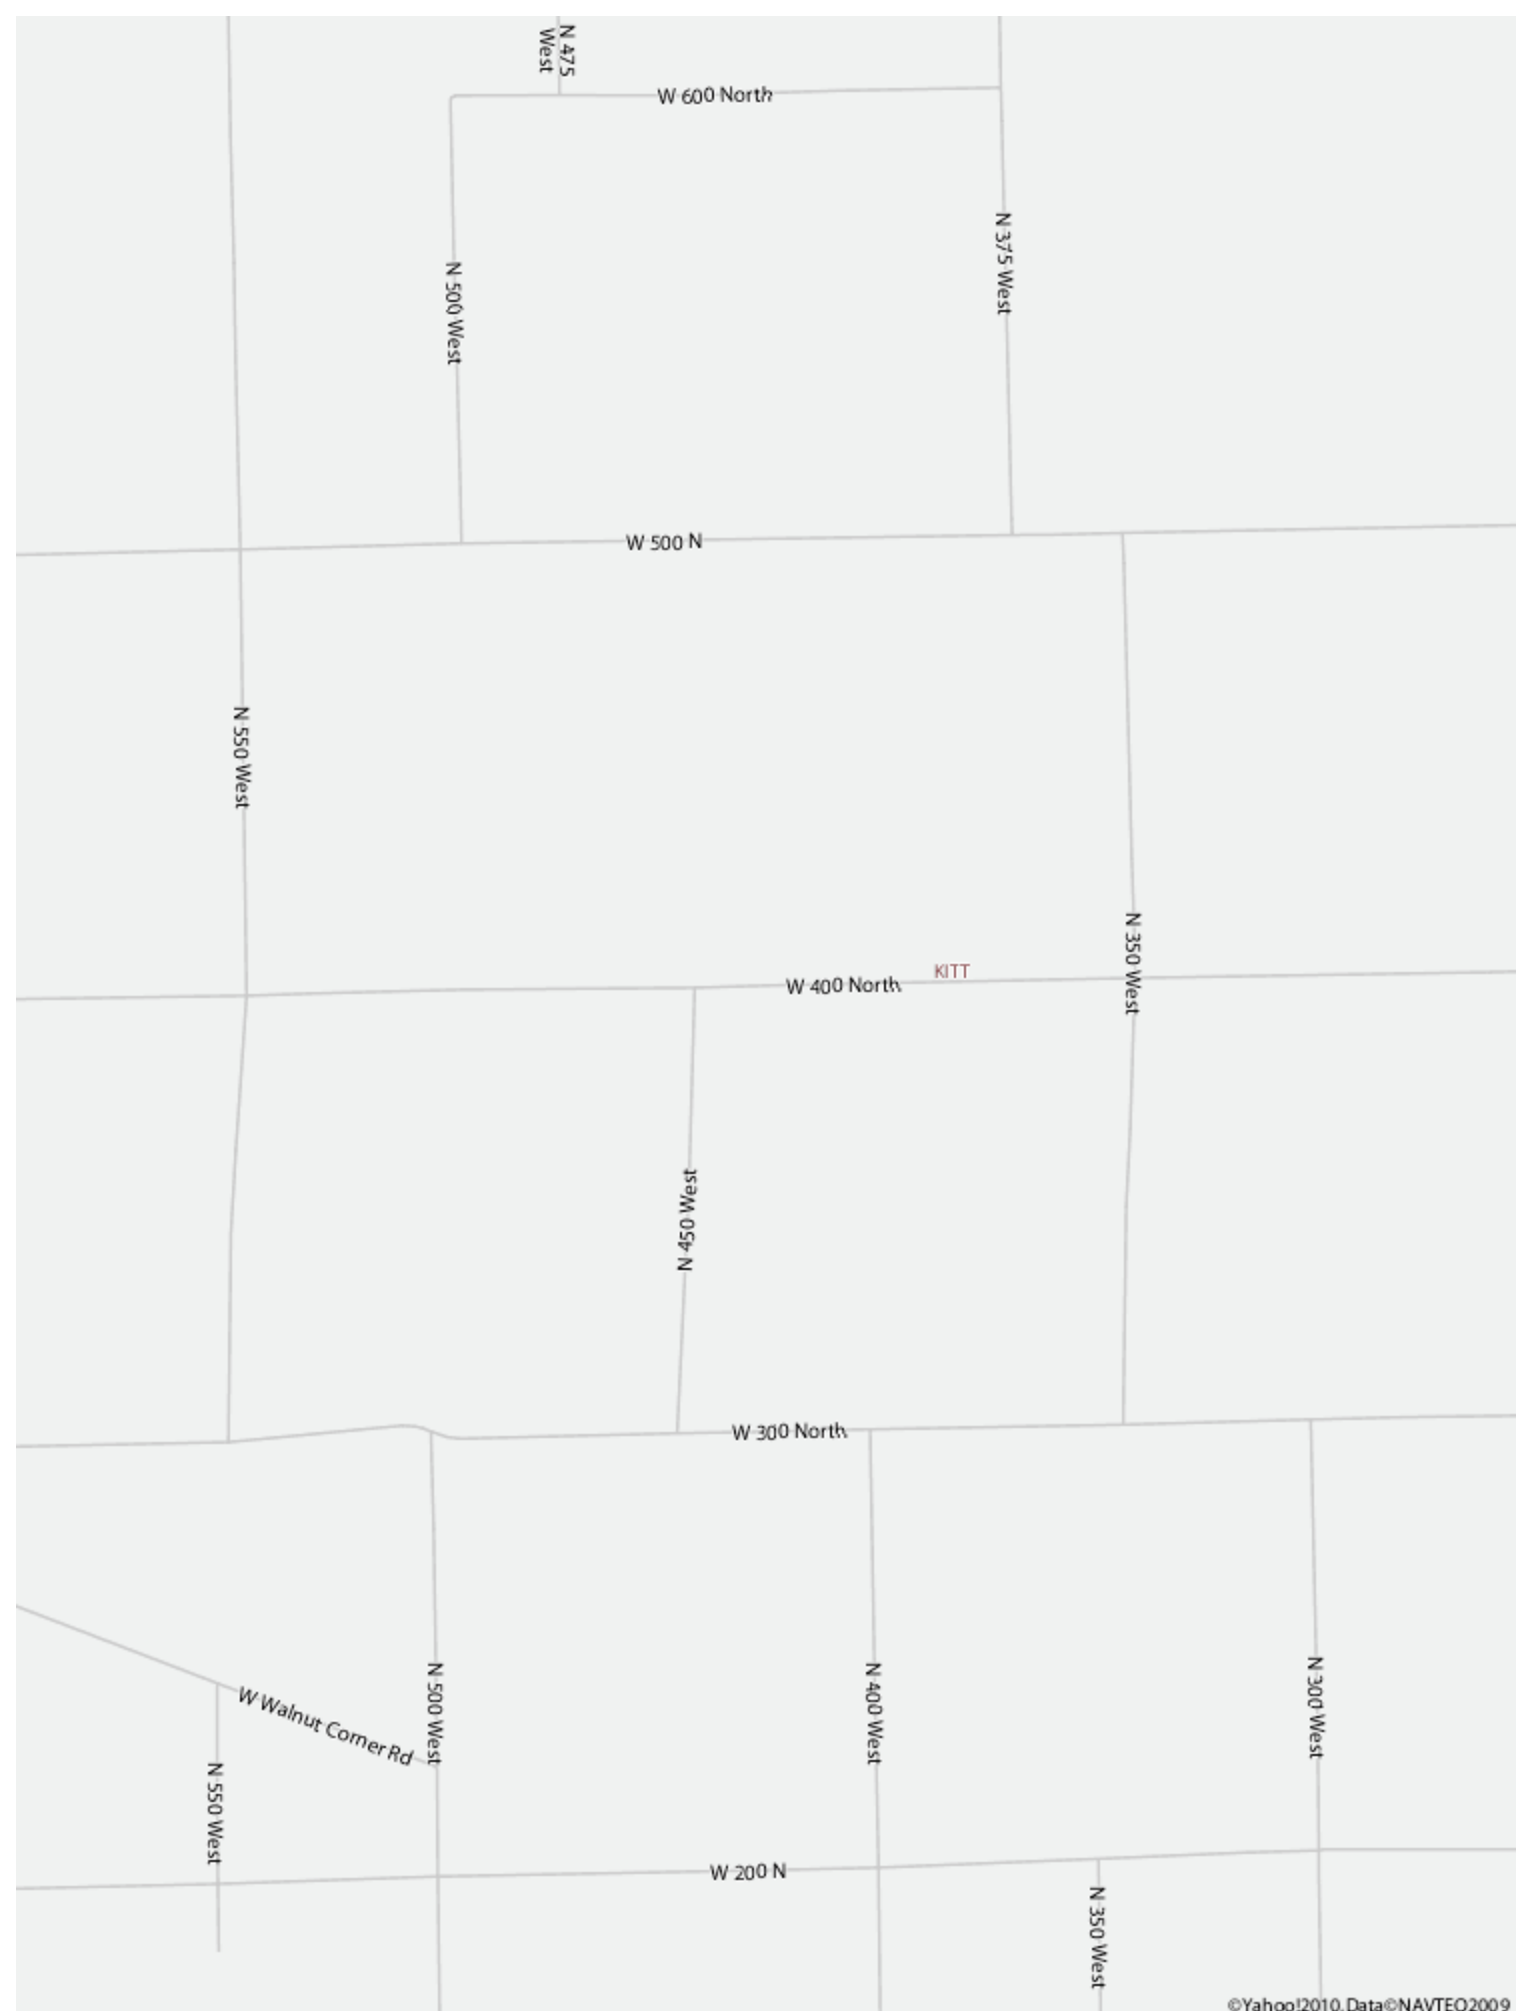 N 475
West
W 600 North
N 375 West
N 500 West
W 500 N
N 550 West
N 350 West
KITT
W 400 North
N 450 West
W 300 North
N 500 West
N 400 West
N 300 West
W Walnut Corner Rd
N 550 West
W 200 N
N 350 West
©Yahoo!2010, Data©NAVTEQ2009